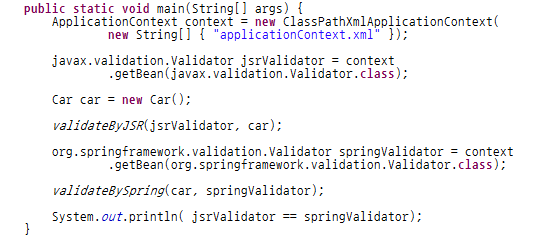 public static void main(String[] args) {
ApplicationContext context = new ClassPathXmlApplicationContext(
new String[] { "applicationContext.xml" });
javax.validation.Validator jsrValidator = context
.getBean(javax.validation.Validator.class);
Car car = new Car();
validateByJSR(jsrValidator, car);
org.springframework.validation.Validator springValidator = context
.getBean(org.springframework.validation.Validator.class);
validateBySpring(car, springValidator);
System.out.println( jsrValidator == springValidator);
}